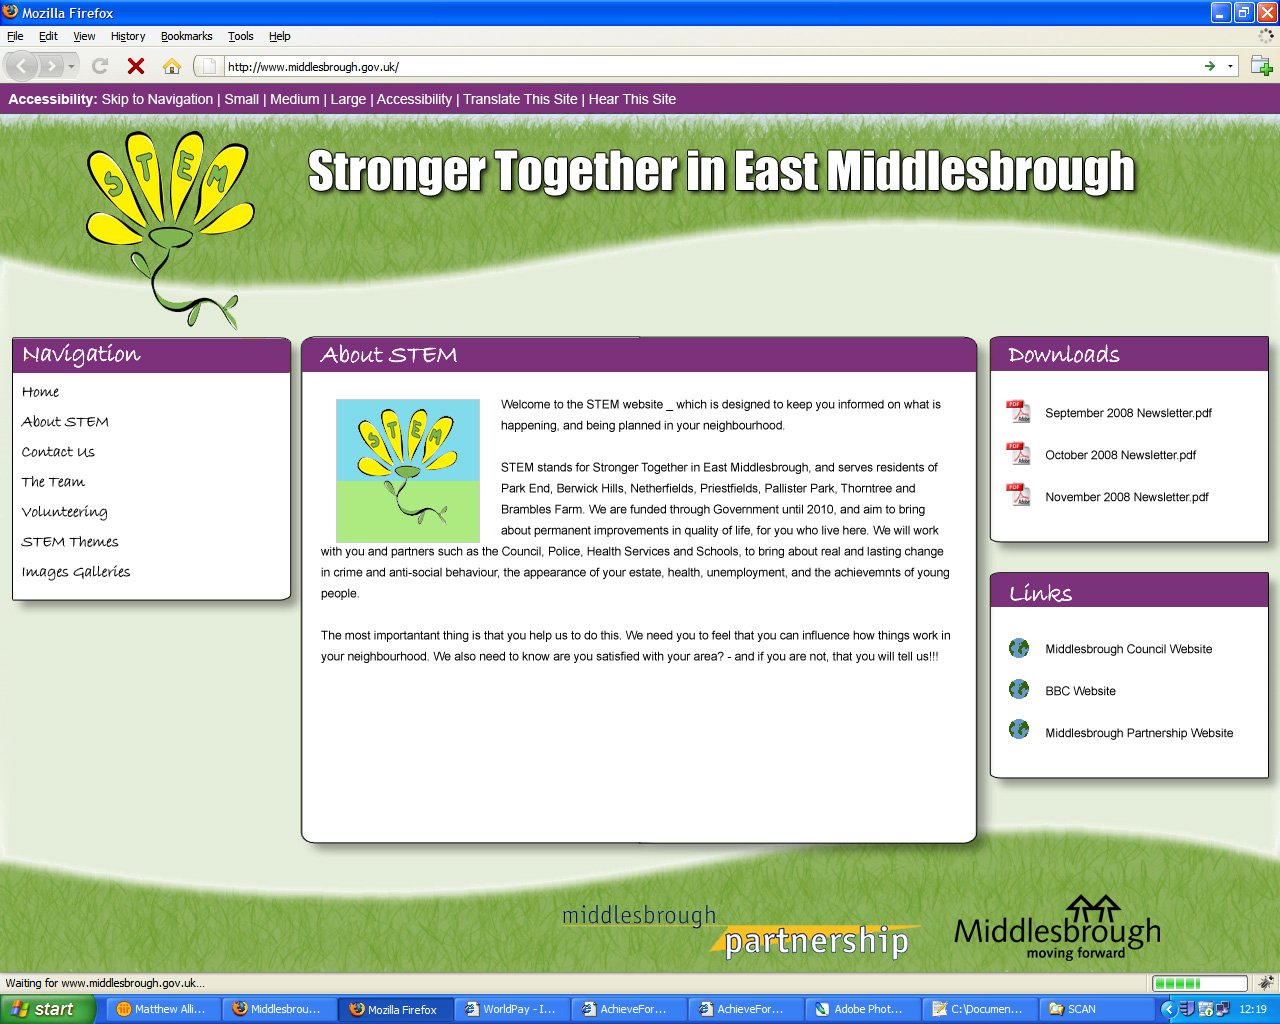 Mozilla Firefox
File Edit View History Bookmarks Tools Help
http://www.middlesbrough.gov.uk/
Accessibility: Skip to Navigation | Small | Medium | Large | Accessibility | Translate This Site | Hear This Site
STEM
Stronger Together in East Middlesbrough
Navigation
Home
About STEM
Contact Us
The Team
Volunteering
STEM Themes
Images Galleries
About STEM
STEM
Welcome to the STEM website _ which is designed to keep you informed on what is
happening, and being planned in your neighbourhood.
STEM stands for Stronger Together in East Middlesbrough, and serves residents of
Park End, Berwick Hills, Netherfields, Priestfields, Pallister Park, Thorntree and
Brambles Farm. We are funded through Government until 2010, and aim to bring
about permanent improvements in quality of life, for you who live here. We will work
with you and partners such as the Council, Police, Health Services and Schools, to bring about real and lasting change
in crime and anti-social behaviour, the appearance of your estate, health, unemployment, and the achievemnts of young
people.
The most importantant thing is that you help us to do this. We need you to feel that you can influence how things work in
your neighbourhood. We also need to know are you satisfied with your area? - and if you are not, that you will tell us!!!
Downloads
PDF Adobe September 2008 Newsletter.pdf
PDF Adobe October 2008 Newsletter.pdf
PDF Adobe November 2008 Newsletter.pdf
Links
Middlesbrough Council Website
BBC Website
Middlesbrough Partnership Website
middlesbrough
partnership
Middlesbrough
moving forward
Waiting for www.middlesbrough.gov.uk...
start Matthew Alli... Middlesbrou... Mozilla Firefox WorldPay - I... AchieveFor... AchieveFor... Adobe Phot... C:\Documen... SCAN 12:19